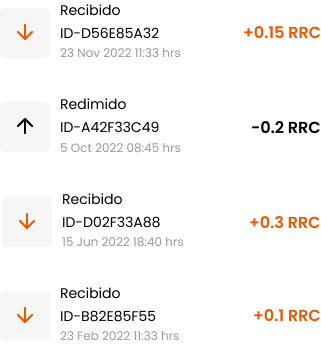 Recibido
ID-D56E85A32
+0.15 RRC
23 Nov 2022 11:33 hrs
Redimido
ID-A42F33C49
-0.2 RRC
5 Oct 2022 08:45 hrs
Recibido
ID-D02F33A88
+0.3 RRC
15 Jun 2022 18:40 hrs
Recibido
ID-B82E85F55
+0.1 RRC
23 Feb 2022 11:33 hrs